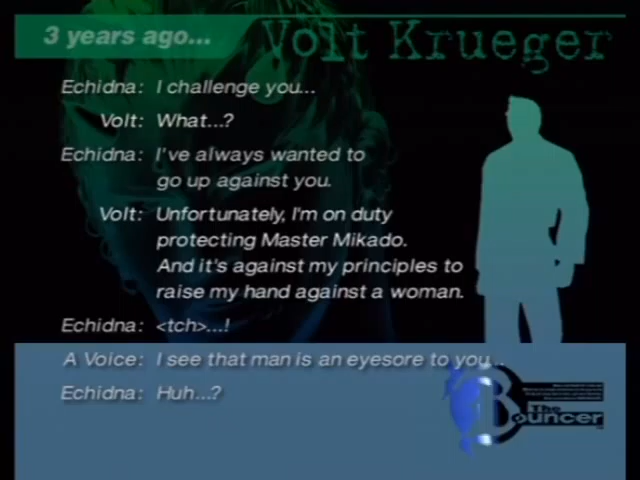 3 years ago...
Volt Krueger
Echidna: I challenge you...
Volt: What...?
Echidna: I've always wanted to
go up against you.
Volt: Unfortunately, I'm on duty
protecting Master Mikado.
And it's against my principles to
raise my hand against a woman.
Echidna: <tch>...!
A Voice: I see that man is an eyesore to you...
Echidna: Huh...?
The
Bouncer